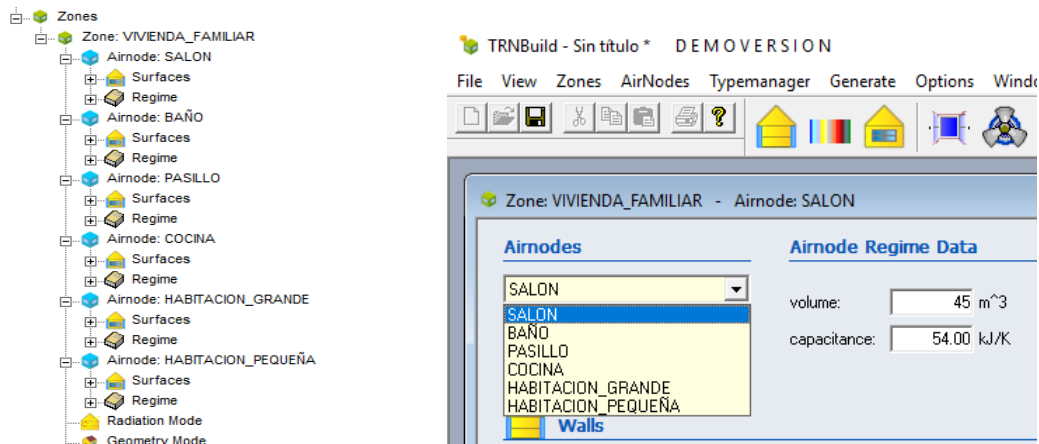 Zones
Zone: VIVIENDA_FAMILIAR
Airnode: SALON
Surfaces
Regime
Airnode: BAÑO
Surfaces
Regime
Airnode: PASILLO
Surfaces
Regime
Airnode: COCINA
Surfaces
Regime
Airnode: HABITACION_GRANDE
Surfaces
Regime
Airnode: HABITACION_PEQUEÑA
Surfaces
Regime
Radiation Mode
Geometry Mode
TRNBuild - Sin título * DEMOVERSION
File View Zones AirNodes Typemanager Generate Options Windo
Zone: VIVIENDA_FAMILIAR - Airnode: SALON
Airnodes
SALON
SALON
BAÑO
PASILLO
COCINA
HABITACION_GRANDE
HABITACION_PEQUEÑA
Walls
Airnode Regime Data
volume: 45 m^3
capacitance: 54.00 kJ/K